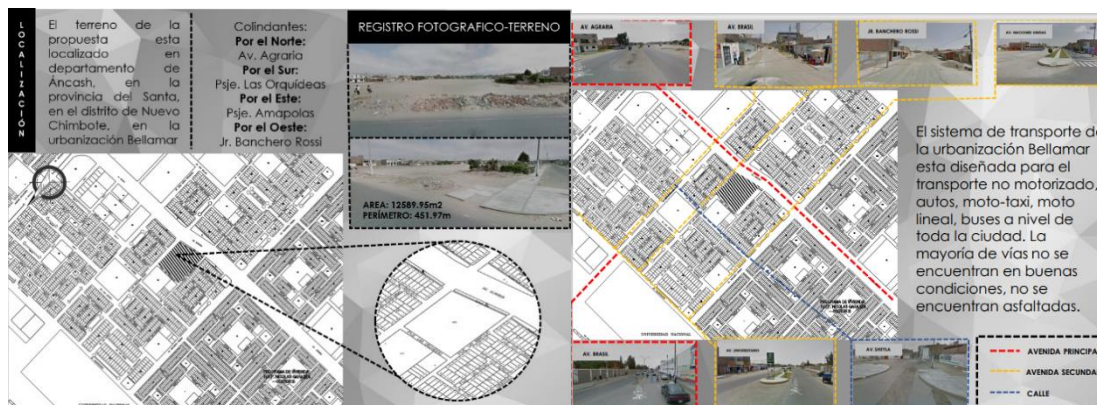 LOCALIZACIÓN
El terreno de la
propuesta esta
localizado en
departamento de
Áncash, en la
provincia del Santa,
en el distrito de Nuevo
Chimbote, en la
urbanización Bellamar
Colindantes:
Por el Norte:
Av. Agraria
Por el Sur:
Psje. Las Orquídeas
Por el Este:
Psje. Amapolas
Por el Oeste:
Jr. Banchero Rossi
REGISTRO FOTOGRAFICO-TERRENO
AREA: 12589.95m2
PERÍMETRO: 451.97m
UNIVERSIDAD NACIONAL
AV. AGRARIA
AV. BRASIL
JR. BANCHERO ROSSI
AV. NACIONES UNIDAS
El sistema de transporte de
la urbanización Bellamar
esta diseñada para el
transporte no motorizado,
autos, moto-taxi, moto
lineal, buses a nivel de
toda la ciudad. La
mayoría de vías no se
encuentran en buenas
condiciones, no se
encuentran asfaltadas.
UNIVERSIDAD NACIONAL
AV. BRASIL
AV. UNIVERSITARIO
AVENIDA PRINCIPA
AVENIDA SECUNDA
CALLE